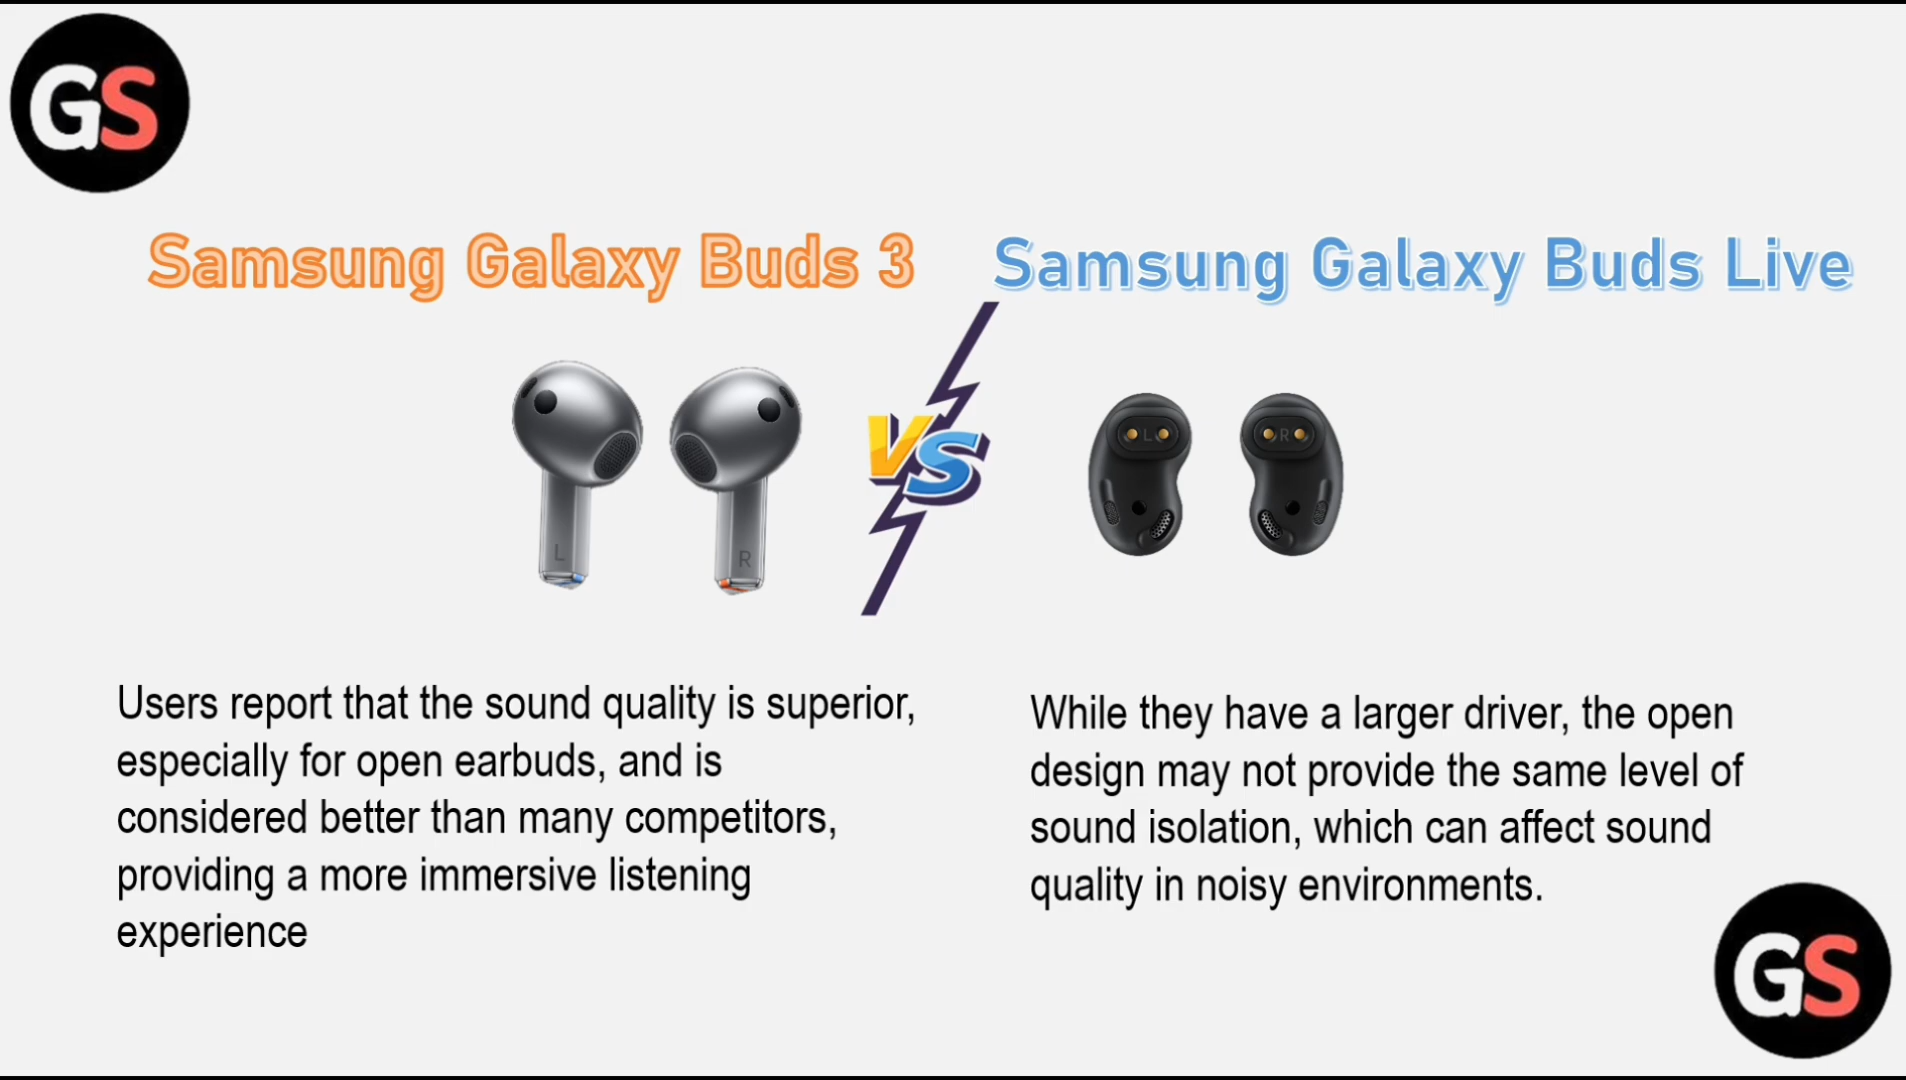 GS
Samsung Galaxy Buds 3
Samsung Galaxy Buds Live
L
R
VS
L
R
Users report that the sound quality is superior,
especially for open earbuds, and is
considered better than many competitors,
providing a more immersive listening
experience
While they have a larger driver, the open
design may not provide the same level of
sound isolation, which can affect sound
quality in noisy environments.
GS